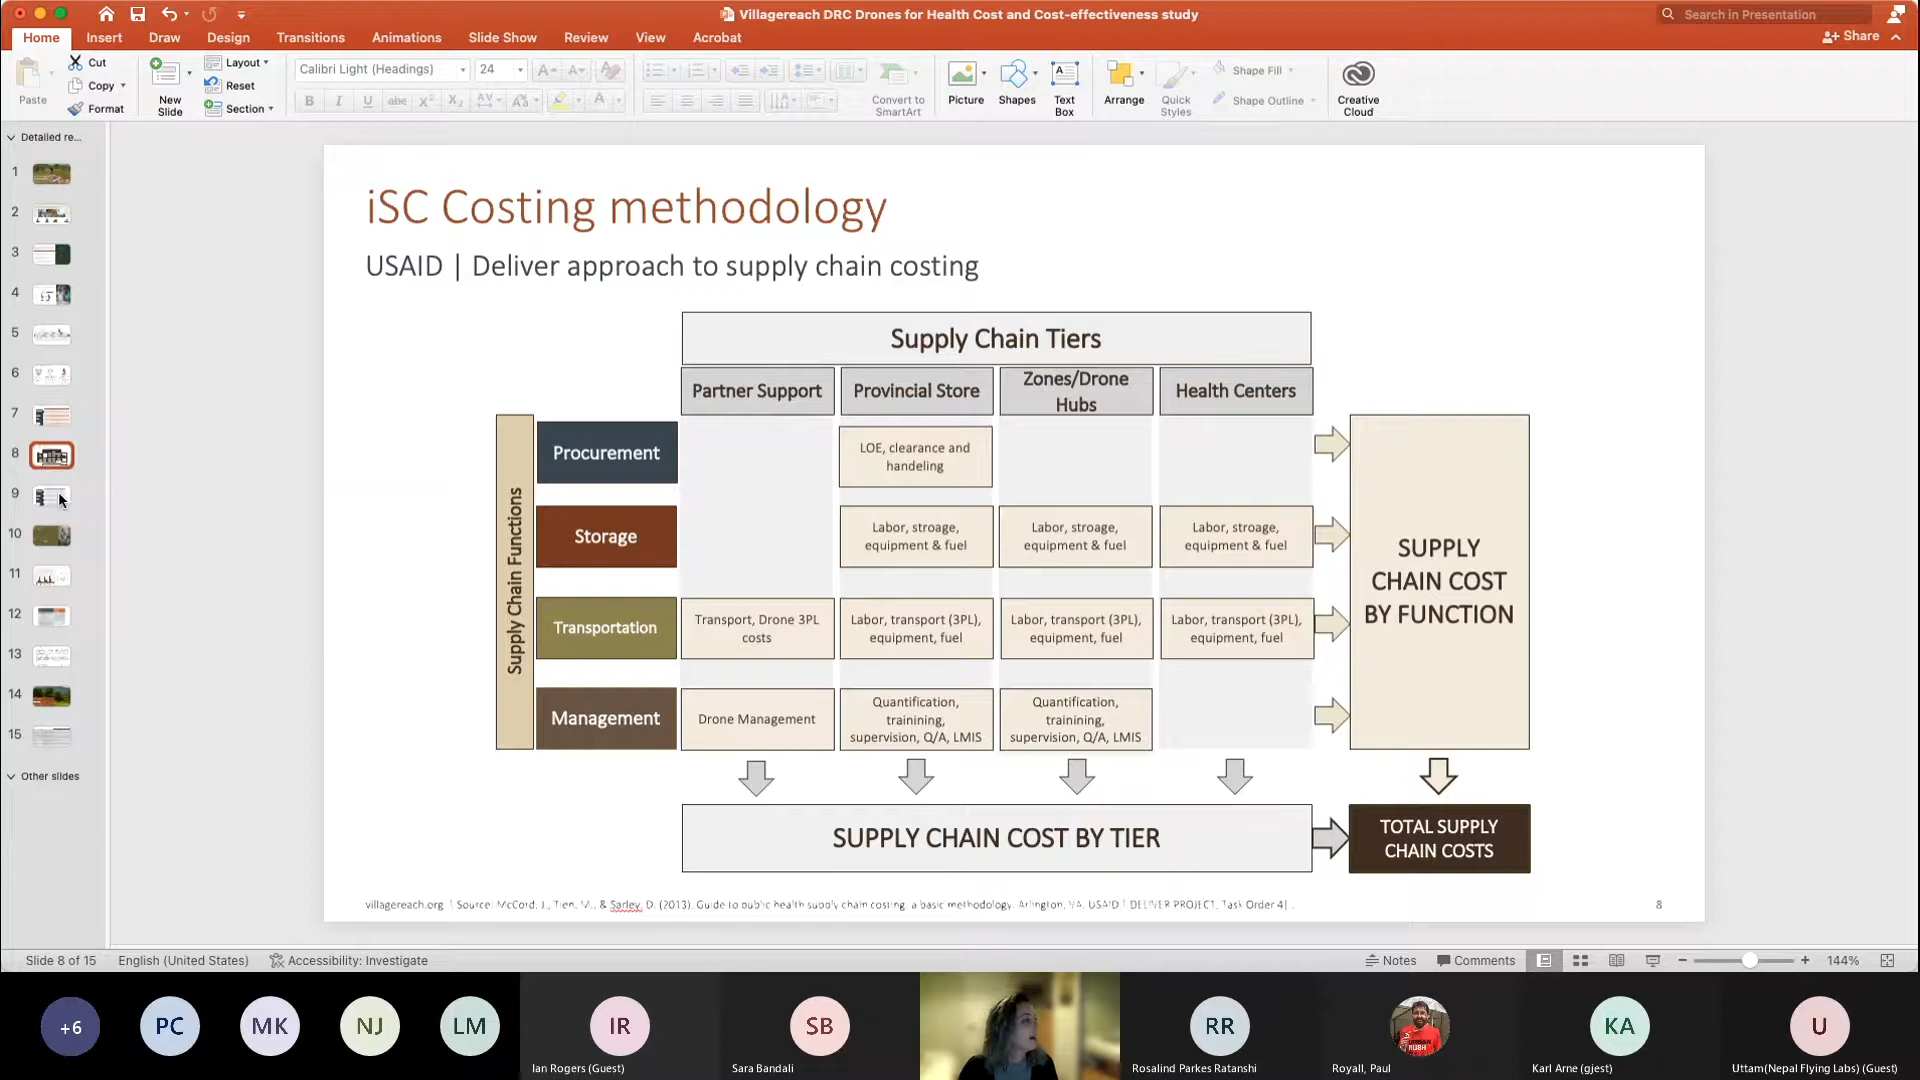 Villagereach DRC Drones for Health Cost and Cost-effectiveness study
Search in Presentation
Home Insert Draw Design Transitions Animations Slide Show Review View Acrobat
Share
Paste
Cut
Copy
Format
New
Slide
Layout
Reset
Section
Calibri Light (Headings)
24
Convert to
SmartArt
Picture
Shapes
Text
Box
Arrange
Quick
Styles
Shape Fill
Shape Outline
Creative
Cloud
Detailed re...
1
2
3
4
5
6
7
8
9
10
11
12
13
14
15
Other slides
iSC Costing methodology
USAID | Deliver approach to supply chain costing
Supply Chain Tiers
Partner Support
Provincial Store
Zones/Drone
Hubs
Health Centers
Supply Chain Functions
Procurement
LOE, clearance and
handeling
Storage
Labor, stroage,
equipment & fuel
Labor, stroage,
equipment & fuel
Labor, stroage,
equipment & fuel
Transportation
Transport, Drone 3PL
costs
Labor, transport (3PL),
equipment, fuel
Labor, transport (3PL),
equipment, fuel
Labor, transport (3PL),
equipment, fuel
Management
Drone Management
Quantification,
trainining,
supervision, Q/A, LMIS
Quantification,
trainining,
supervision, Q/A, LMIS
SUPPLY
CHAIN COST
BY FUNCTION
SUPPLY CHAIN COST BY TIER
TOTAL SUPPLY
CHAIN COSTS
villagereach.org | Source: McCord, J., Tien, M., & Sarley, D. (2013). Guide to public health supply chain costing: a basic methodology. Arlington, VA. USAID | DELIVER PROJECT, Task Order 4| .
8
Slide 8 of 15
English (United States)
Accessibility: Investigate
Notes
Comments
144%
+6
PC
MK
NJ
LM
IR
SB
RR
KA
U
Ian Rogers (Guest)
Sara Bandali
Rosalind Parkes Ratanshi
Royall, Paul
Karl Arne (gjest)
Uttam(Nepal Flying Labs) (Guest)